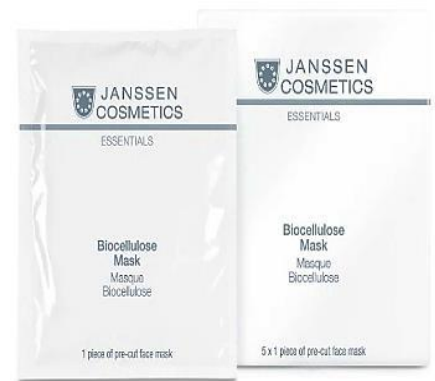 JANSSEN
COSMETICS
ESSENTIALS
Biocellulose
Mask
Masque
Biocellulose
1 piece of pre-cut face mask
JANSSEN
COSMETICS
ESSENTIALS
Biocellulose
Mask
Masque
Biocellulose
5 x 1 piece of pre-cut face mask